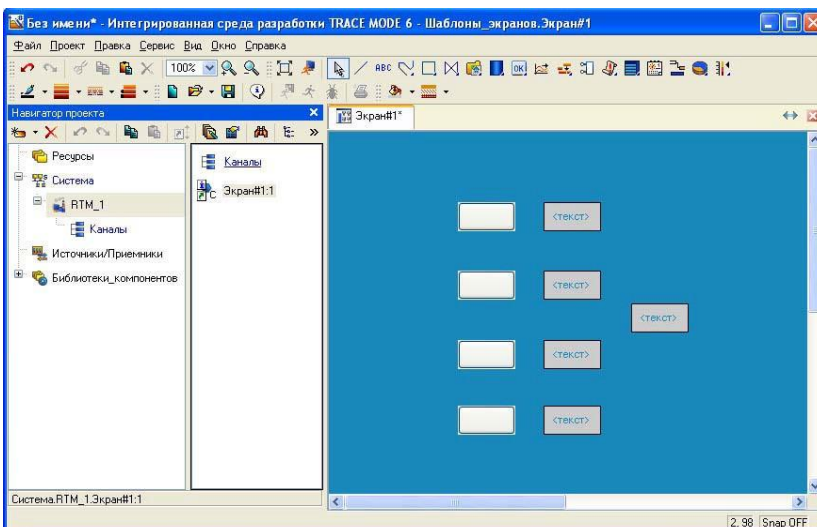 Без имени* - Интегрированная среда разработки TRACE MODE 6 - Шаблоны_экранов.Экран#1
Файл Проект Правка Сервис Вид Окно Справка
100%
ABC
OK
Навигатор проекта
Экран#1*
Ресурсы
Система
RTM_1
Каналы
Источники/Приемники
Библиотеки_компонентов
Каналы
C Экран#1:1
<текст>
<текст>
<текст>
<текст>
<текст>
Система.RTM_1.Экран#1:1
2, 98 Snap OFF